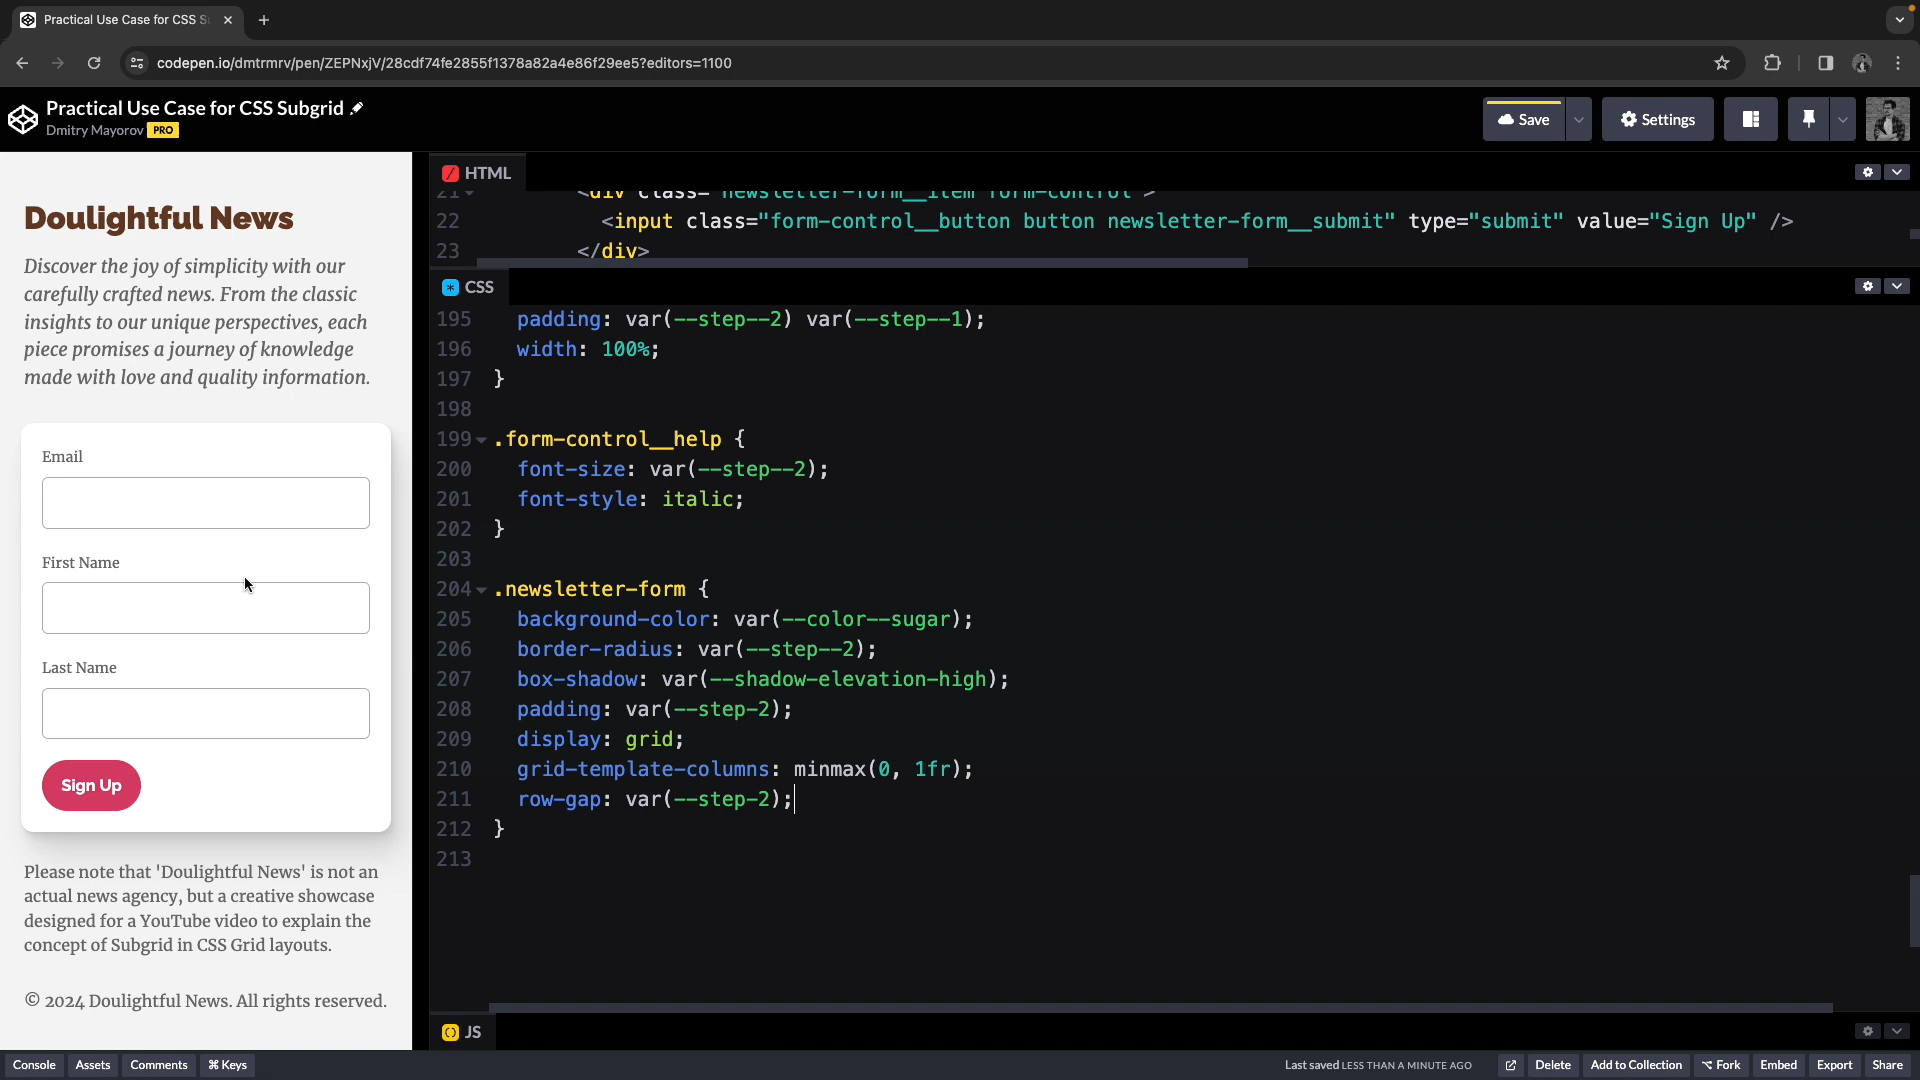 Practical Use Case for CSS S
codepen.io/dmtrmrv/pen/ZEPNxjV/28cdf74fe2855f1378a82a4e86f29ee5?editors=1100
Practical Use Case for CSS Subgrid
Dmitry Mayorov PRO
Save
Settings
Doulightful News
Discover the joy of simplicity with our
carefully crafted news. From the classic
insights to our unique perspectives, each
piece promises a journey of knowledge
made with love and quality information.
Email
First Name
Last Name
Sign Up
Please note that 'Doulightful News' is not an
actual news agency, but a creative showcase
designed for a YouTube video to explain the
concept of Subgrid in CSS Grid layouts.
© 2024 Doulightful News. All rights reserved.
HTML
21 <div class="newsletter-form__item form-control">
22 <input class="form-control__button button newsletter-form__submit" type="submit" value="Sign Up" />
23 </div>
CSS
195 padding: var(--step--2) var(--step--1);
196 width: 100%;
197 }
198
199 .form-control__help {
200 font-size: var(--step--2);
201 font-style: italic;
202 }
203
204 .newsletter-form {
205 background-color: var(--color--sugar);
206 border-radius: var(--step--2);
207 box-shadow: var(--shadow-elevation-high);
208 padding: var(--step-2);
209 display: grid;
210 grid-template-columns: minmax(0, 1fr);
211 row-gap: var(--step-2);
212 }
213
JS
Console
Assets
Comments
⌘ Keys
Last saved LESS THAN A MINUTE AGO
Delete
Add to Collection
⌥ Fork
Embed
Export
Share